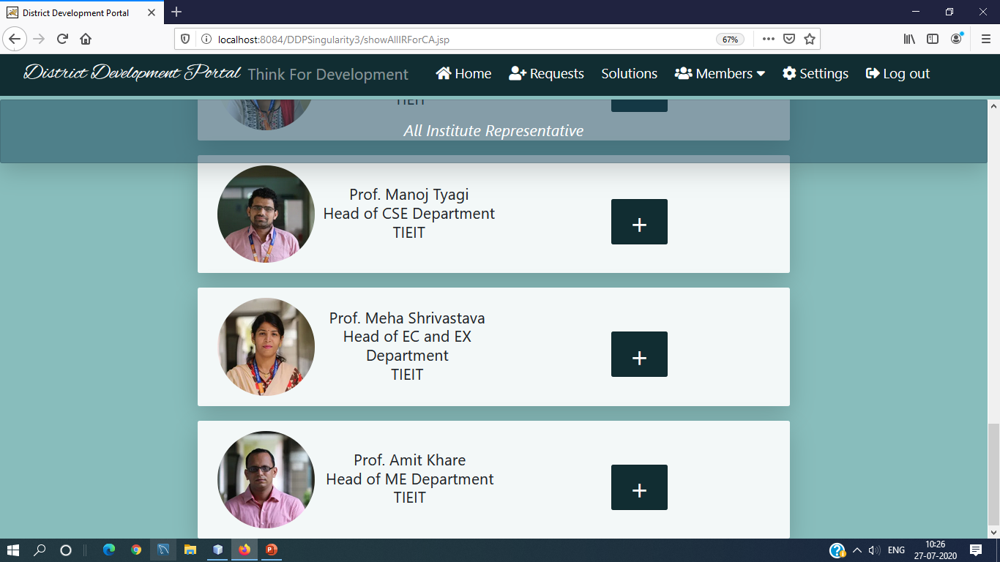 District Development Portal
localhost:8084/DDPSingularity3/showAllIRForCA.jsp
67%
District Development Portal Think For Development Home Requests Solutions Members Settings Log out
TIEIT
All Institute Representative
Prof. Manoj Tyagi
Head of CSE Department
TIEIT
+
Prof. Meha Shrivastava
Head of EC and EX
Department
TIEIT
+
Prof. Amit Khare
Head of ME Department
TIEIT
+
ENG
10:26
27-07-2020